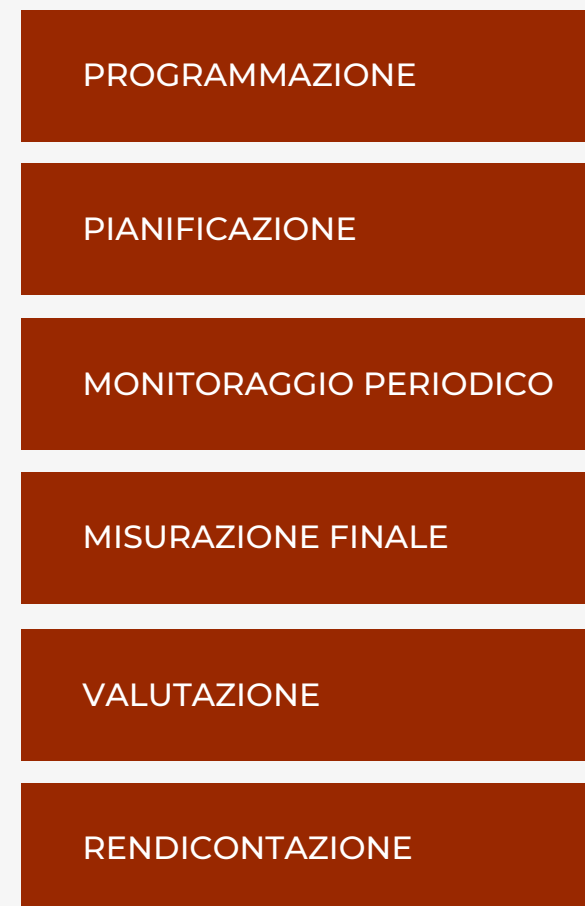 PROGRAMMAZIONE
PIANIFICAZIONE
MONITORAGGIO PERIODICO
MISURAZIONE FINALE
VALUTAZIONE
RENDICONTAZIONE